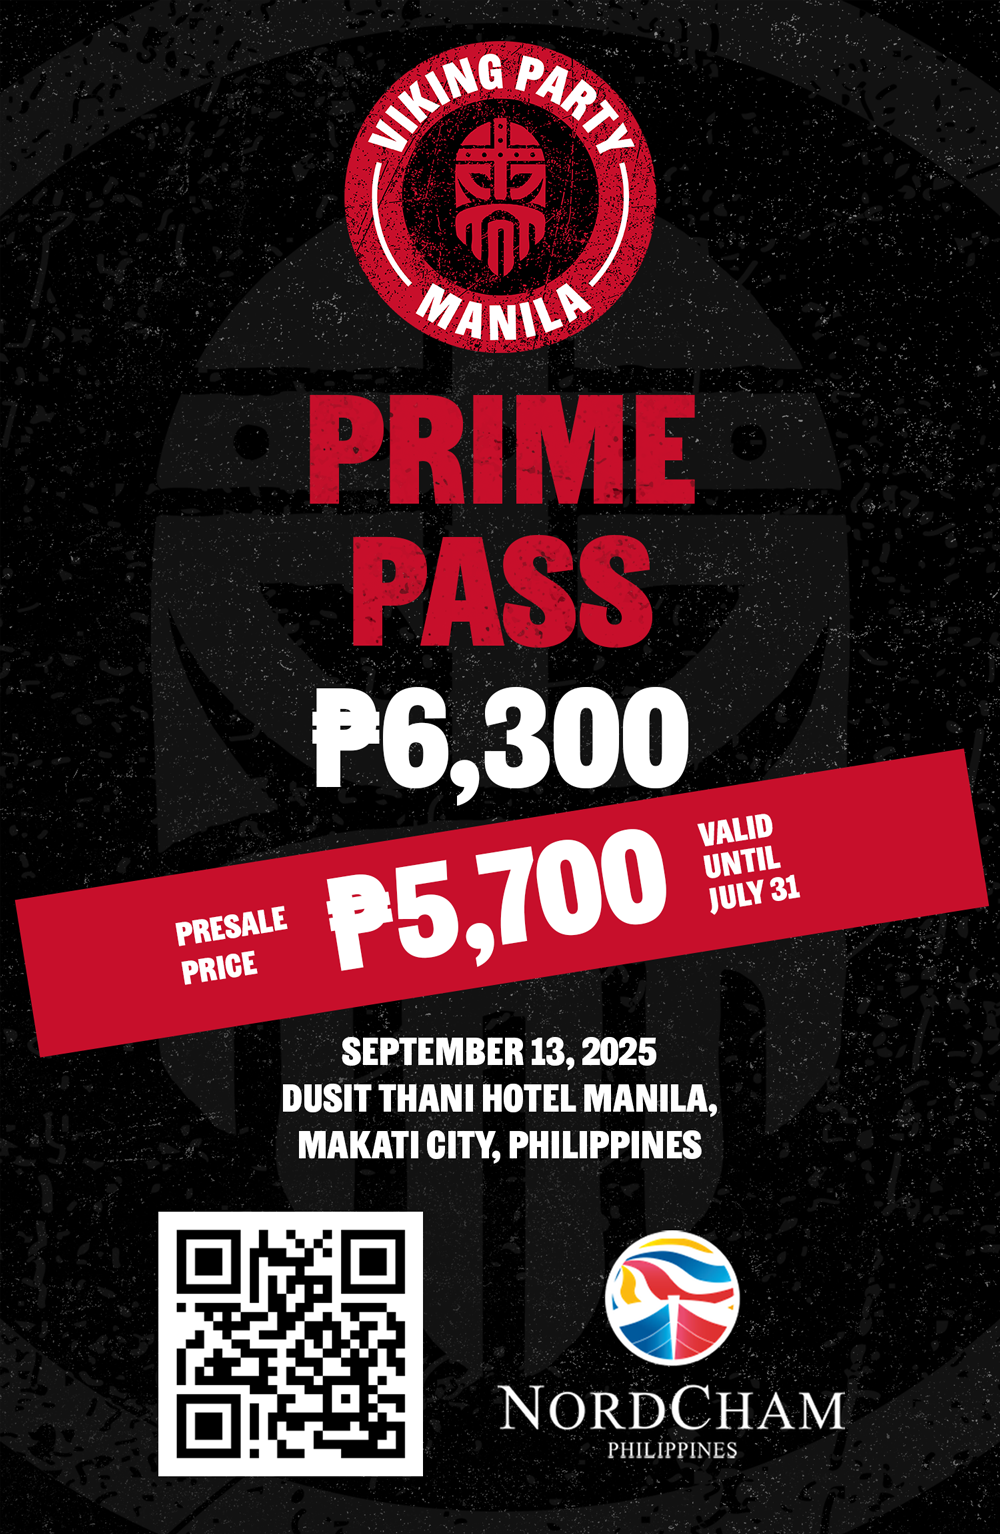 VIKING PARTY
MANILA
PRIME
PASS
₱6,300
PRESALE
PRICE
₱5,700
VALID
UNTIL
JULY 31
SEPTEMBER 13, 2025
DUSIT THANI HOTEL MANILA,
MAKATI CITY, PHILIPPINES
NORDCHAM
PHILIPPINES